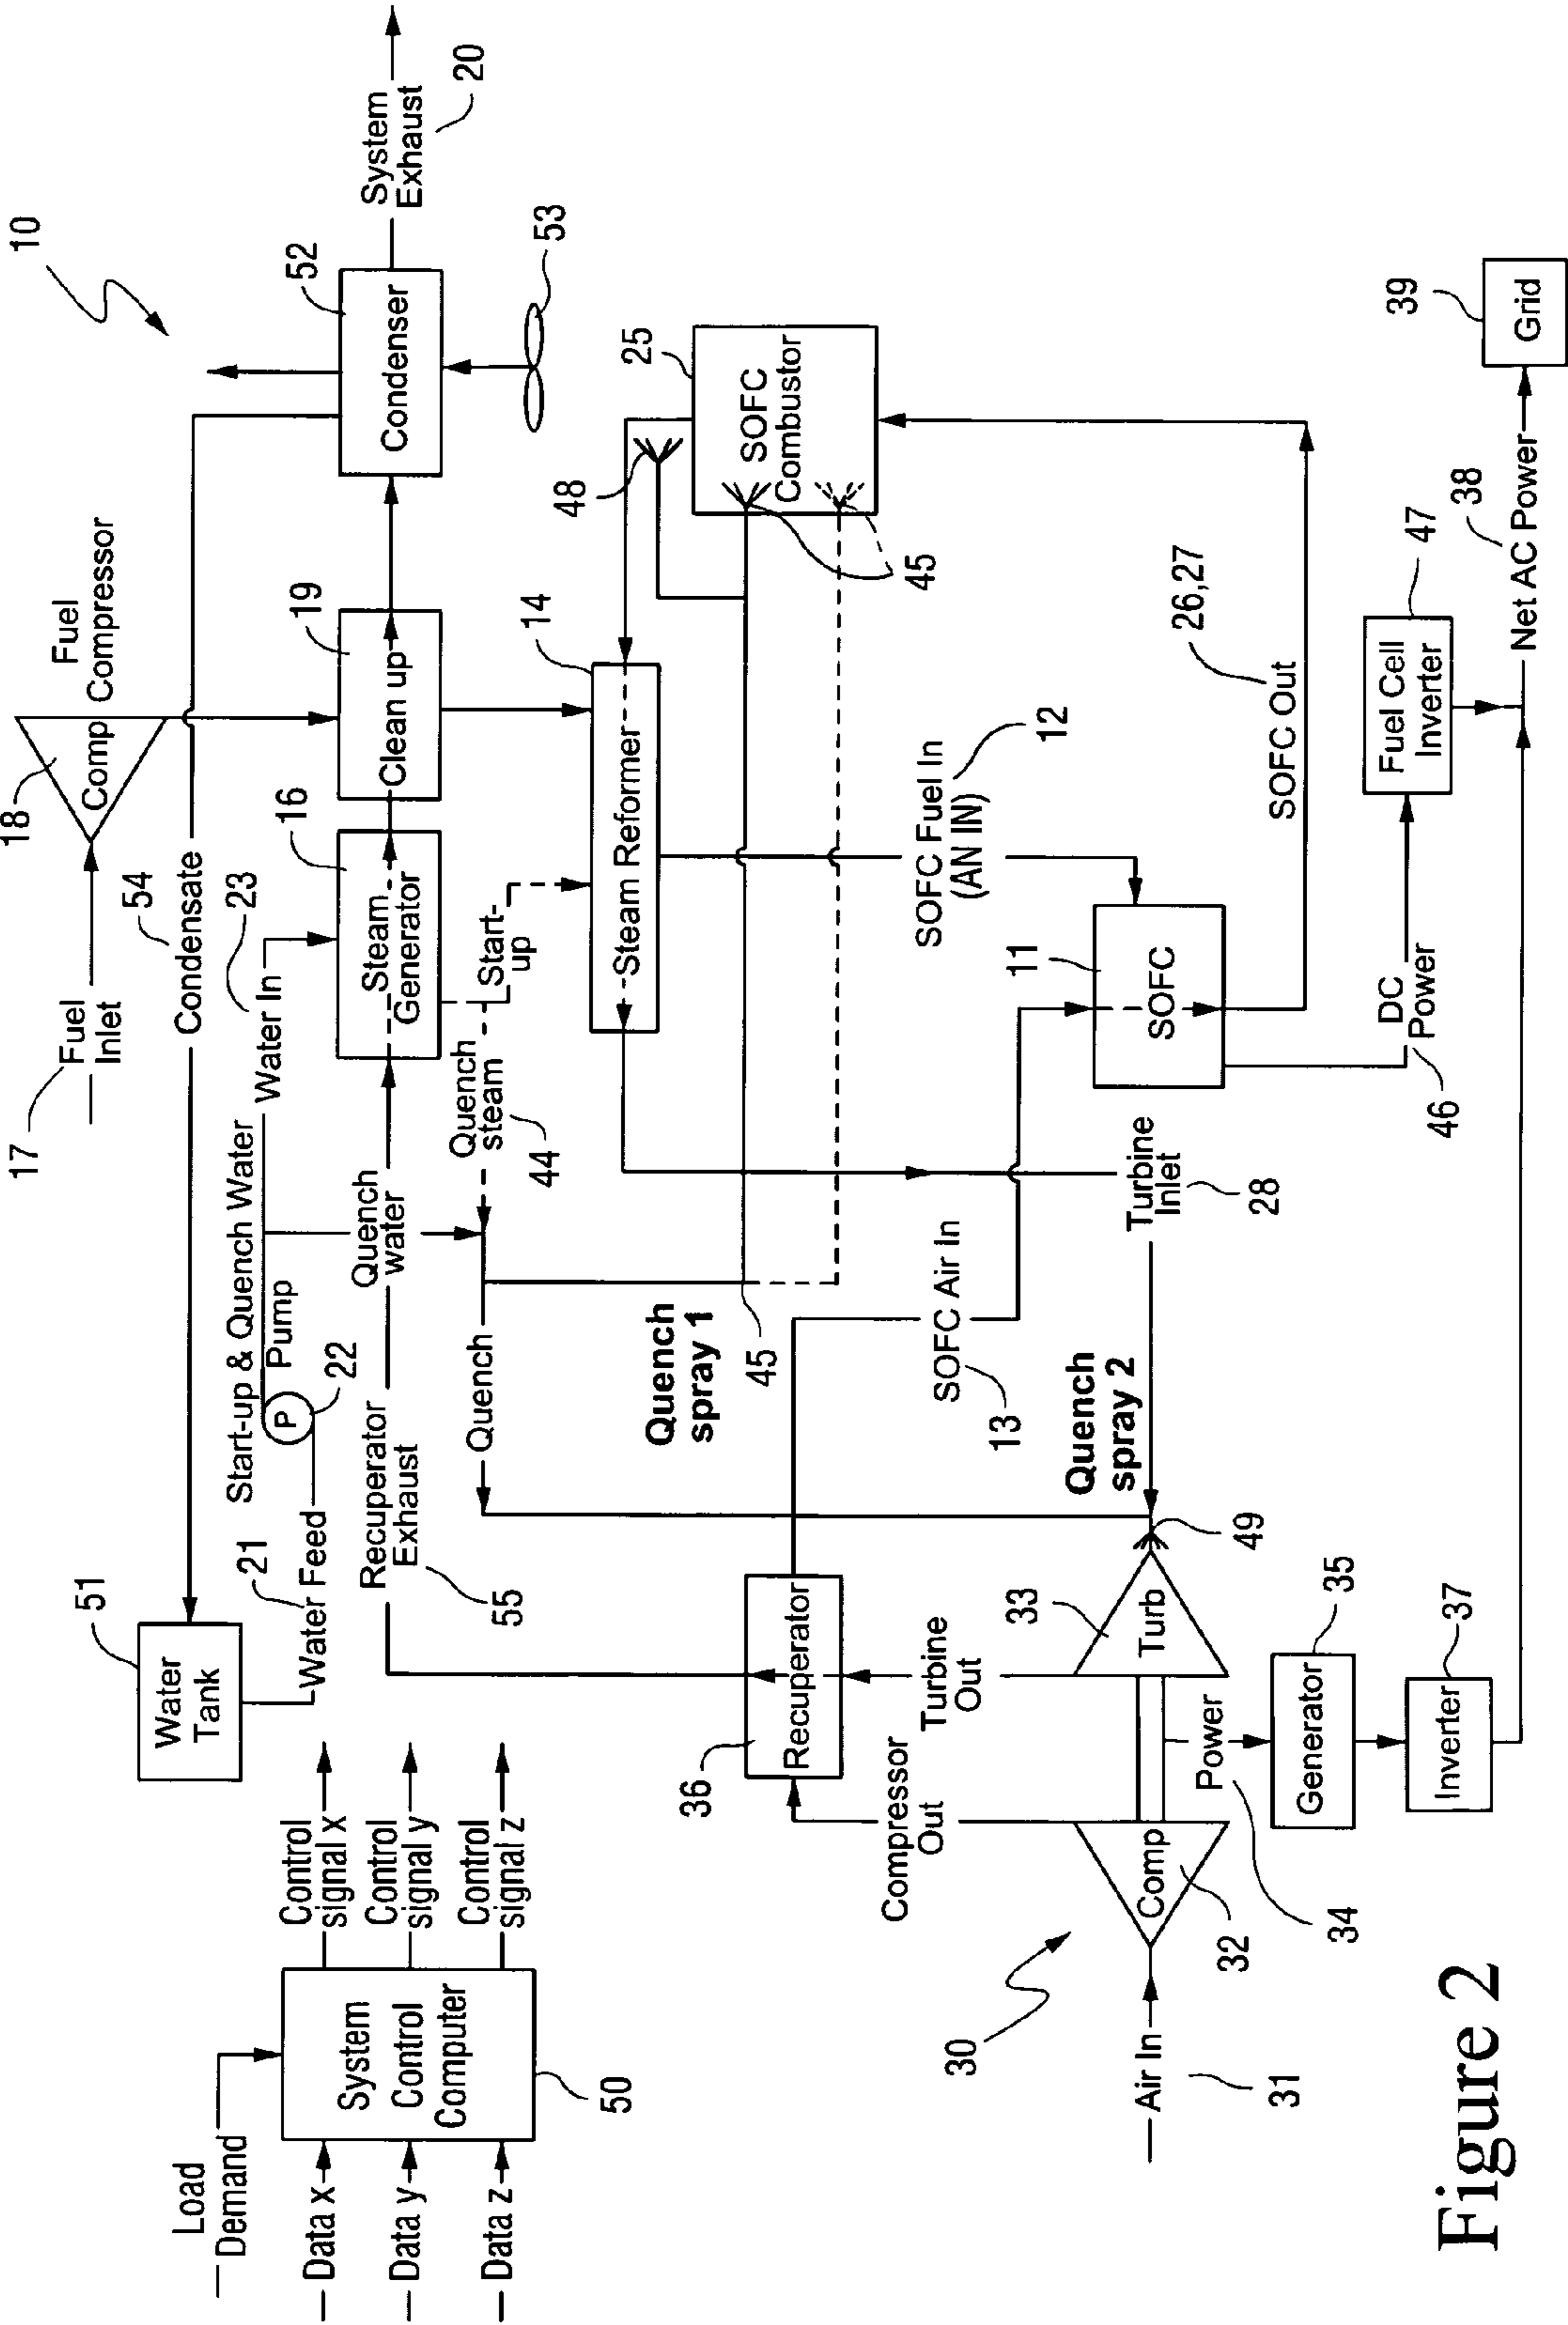 10
Fuel
Compressor
18
Comp
17
Fuel
Inlet
54
Condensate
51
Water
Tank
21
Water Feed
P
22
Start-up & Quench Water
Pump
Water In
23
16
Steam
Generator
19
Clean up
52
Condenser
53
System
Exhaust
20
Load
Demand
Data x
Data y
Data z
System
Control
Computer
50
Control
signal x
Control
signal y
Control
signal z
Recuperator
Exhaust
55
Quench
water
Quench
Quench
steam
44
Start-
up
14
Steam Reformer
48
25
SOFC
Combustor
45
Quench
spray 1
45
36
Recuperator
SOFC Air In
13
SOFC Fuel In
(AN IN)
12
Compressor
Out
Turbine
Out
11
SOFC
26,27
SOFC Out
Quench
spray 2
Turbine
Inlet
28
49
30
Air In
31
Comp
32
33
Turb
Power
34
Generator
35
Inverter
37
DC
Power
46
Fuel Cell
Inverter
47
Net AC Power
38
39
Grid
Figure 2